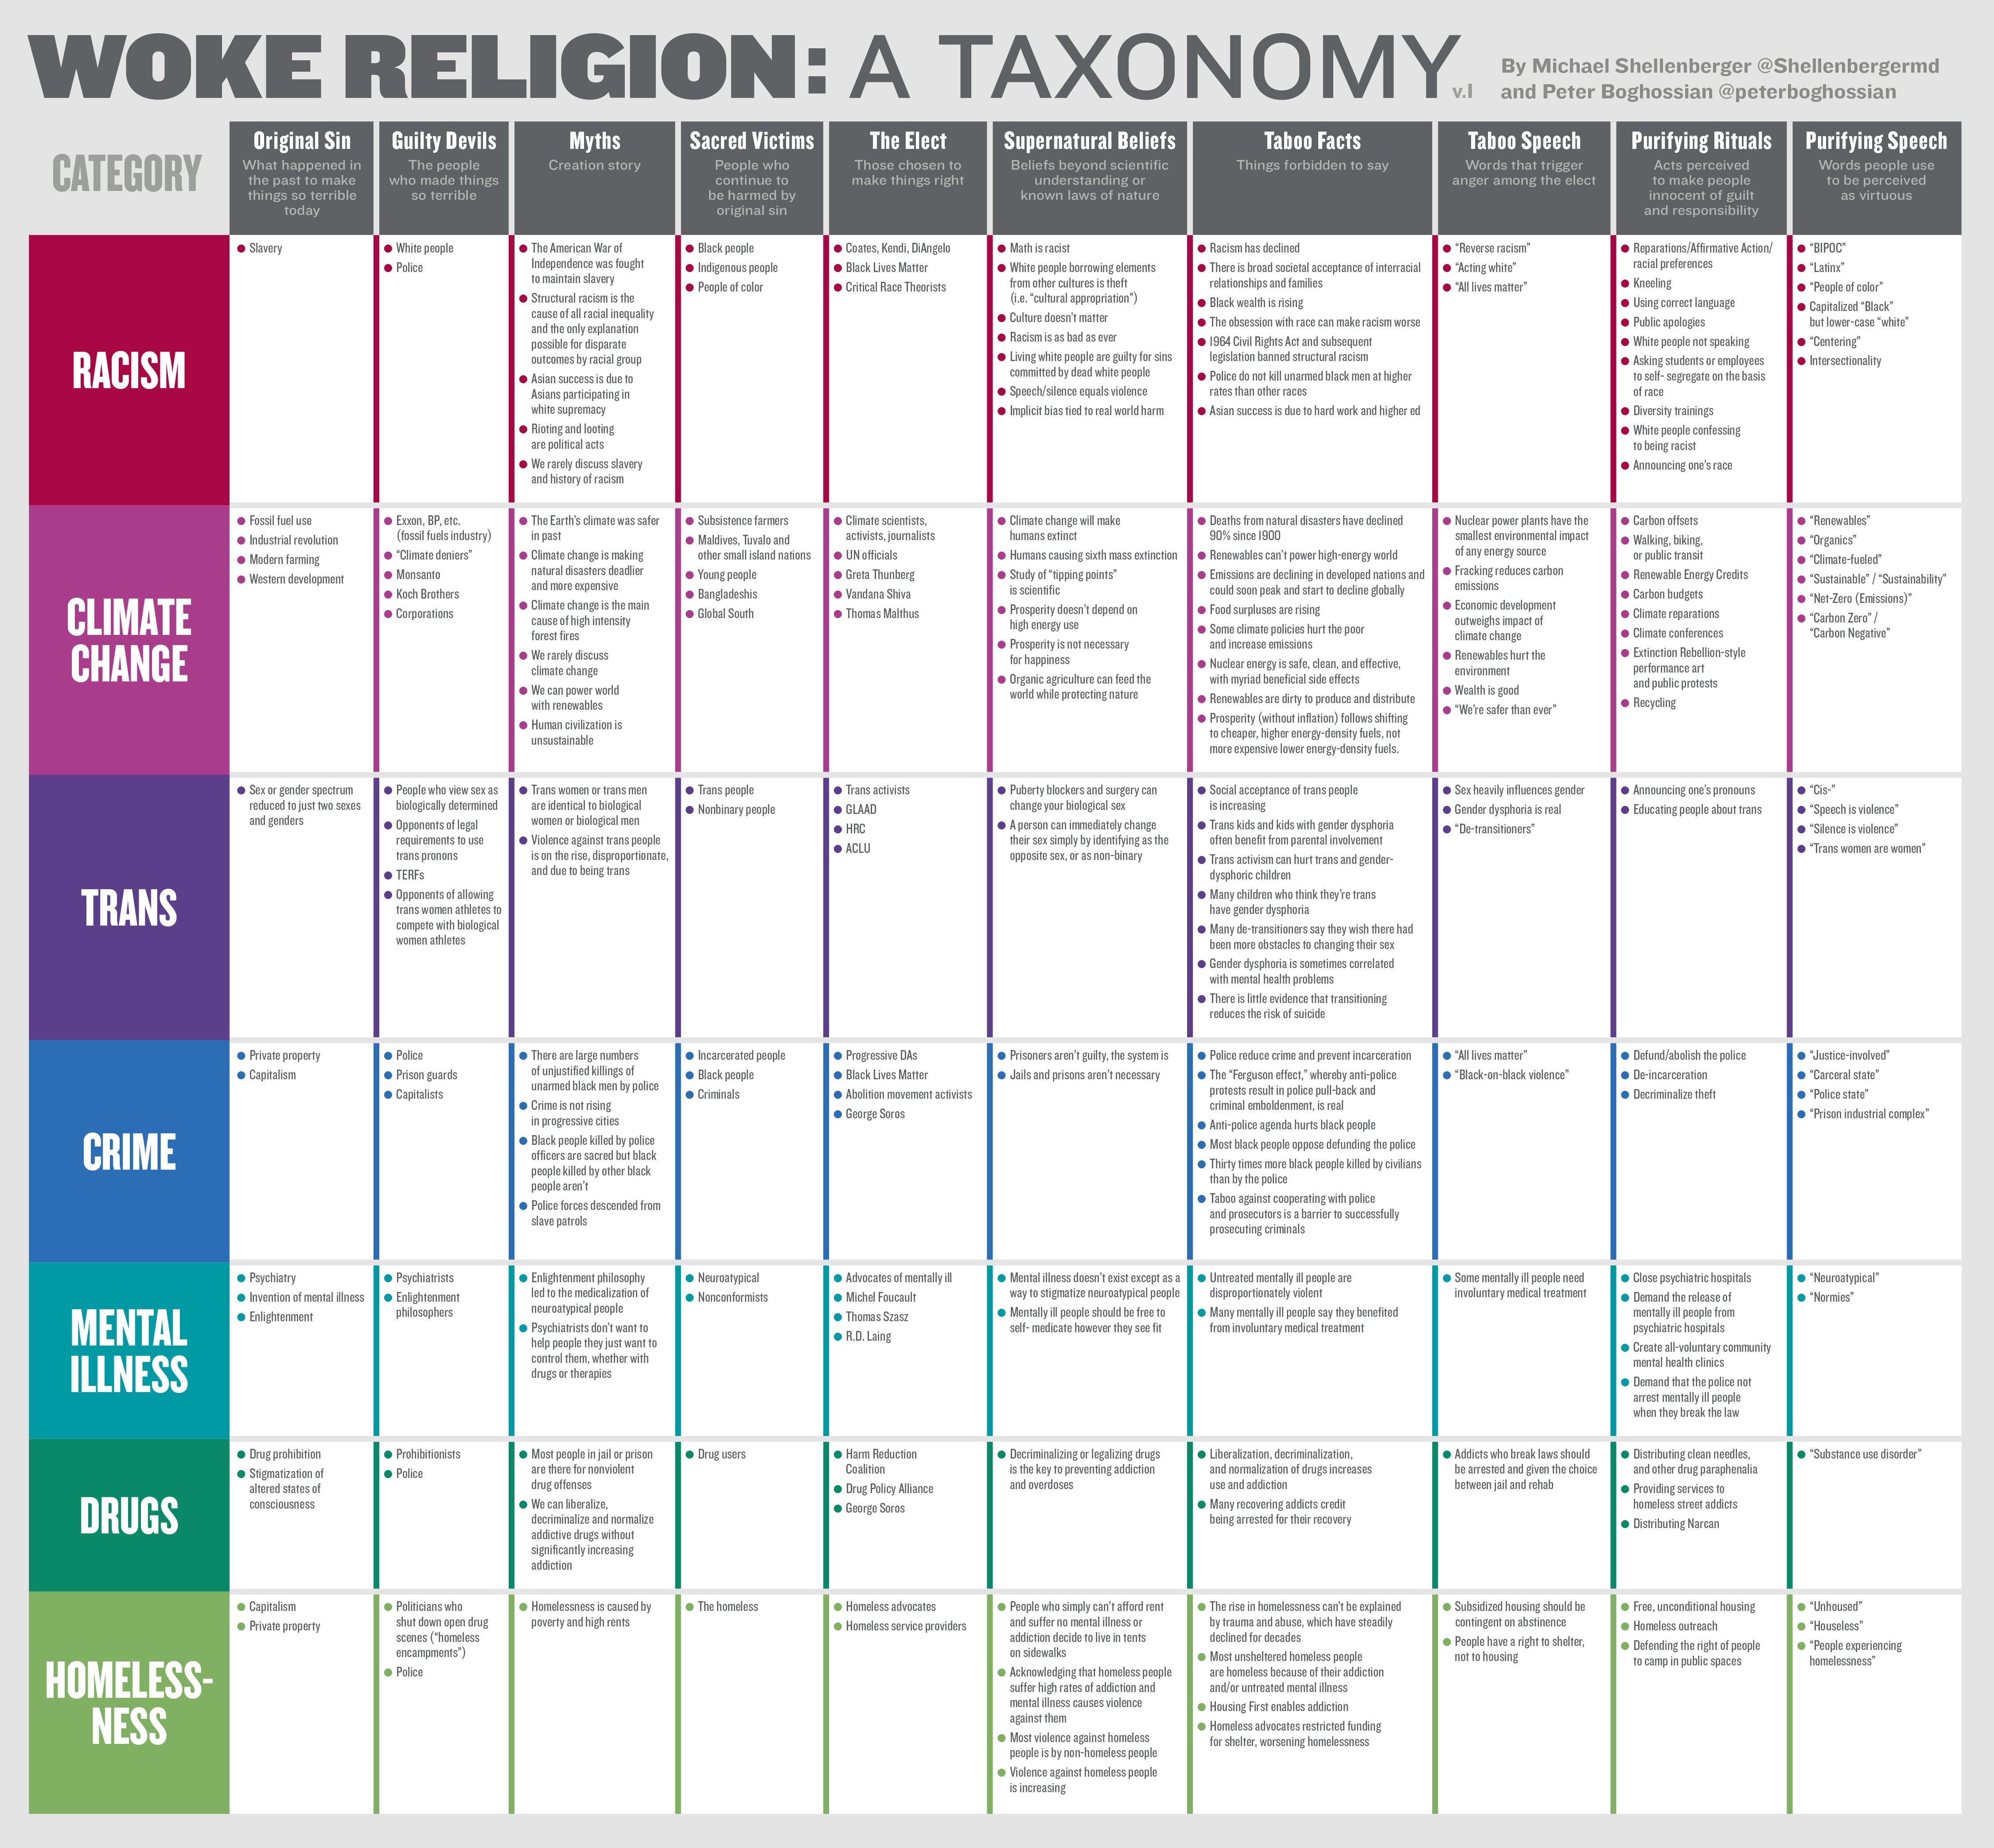 WOKE RELIGION: A TAXONOMY v.I
By Michael Shellenberger @Shellenbergermd
and Peter Boghossian @peterboghossian
CATEGORY
Original Sin
What happened in
the past to make
things so terrible
today
Guilty Devils
The people
who made things
so terrible
Myths
Creation story
Sacred Victims
People who
continue to
be harmed by
original sin
The Elect
Those chosen to
make things right
Supernatural Beliefs
Beliefs beyond scientific
understanding or
known laws of nature
Taboo Facts
Things forbidden to say
Taboo Speech
Words that trigger
anger among the elect
Purifying Rituals
Acts perceived
to make people
innocent of guilt
and responsibility
Purifying Speech
Words people use
to be perceived
as virtuous
RACISM
Slavery
White people
Police
The American War of
Independence was fought
to maintain slavery
Structural racism is the
cause of all racial inequality
and the only explanation
possible for disparate
outcomes by racial group
Asian success is due to
Asians participating in
white supremacy
Rioting and looting
are political acts
We rarely discuss slavery
and history of racism
Black people
Indigenous people
People of color
Coates, Kendi, DiAngelo
Black Lives Matter
Critical Race Theorists
Math is racist
White people borrowing elements
from other cultures is theft
(i.e. “cultural appropriation”)
Culture doesn’t matter
Racism is as bad as ever
Living white people are guilty for sins
committed by dead white people
Speech/silence equals violence
Implicit bias tied to real world harm
Racism has declined
There is broad societal acceptance of interracial
relationships and families
Black wealth is rising
The obsession with race can make racism worse
1964 Civil Rights Act and subsequent
legislation banned structural racism
Police do not kill unarmed black men at higher
rates than other races
Asian success is due to hard work and higher ed
“Reverse racism”
“Acting white”
“All lives matter”
Reparations/Affirmative Action/
racial preferences
Kneeling
Using correct language
Public apologies
White people not speaking
Asking students or employees
to self- segregate on the basis
of race
Diversity trainings
White people confessing
to being racist
Announcing one’s race
“BIPOC”
“Latinx”
“People of color”
Capitalized “Black”
but lower-case “white”
“Centering”
Intersectionality
CLIMATE
CHANGE
Fossil fuel use
Industrial revolution
Modern farming
Western development
Exxon, BP, etc.
(fossil fuels industry)
“Climate deniers”
Monsanto
Koch Brothers
Corporations
The Earth’s climate was safer
in past
Climate change is making
natural disasters deadlier
and more expensive
Climate change is the main
cause of high intensity
forest fires
We rarely discuss
climate change
We can power world
with renewables
Human civilization is
unsustainable
Subsistence farmers
Maldives, Tuvalo and
other small island nations
Young people
Bangladeshis
Global South
Climate scientists,
activists, journalists
UN officials
Greta Thunberg
Vandana Shiva
Thomas Malthus
Climate change will make
humans extinct
Humans causing sixth mass extinction
Study of “tipping points”
is scientific
Prosperity doesn’t depend on
high energy use
Prosperity is not necessary
for happiness
Organic agriculture can feed the
world while protecting nature
Deaths from natural disasters have declined
90% since 1900
Renewables can’t power high-energy world
Emissions are declining in developed nations and
could soon peak and start to decline globally
Food surpluses are rising
Some climate policies hurt the poor
and increase emissions
Nuclear energy is safe, clean, and effective,
with myriad beneficial side effects
Renewables are dirty to produce and distribute
Prosperity (without inflation) follows shifting
to cheaper, higher energy-density fuels, not
more expensive lower energy-density fuels.
Nuclear power plants have the
smallest environmental impact
of any energy source
Fracking reduces carbon
emissions
Economic development
outweighs impact of
climate change
Renewables hurt the
environment
Wealth is good
“We’re safer than ever”
Carbon offsets
Walking, biking,
or public transit
Renewable Energy Credits
Carbon budgets
Climate reparations
Climate conferences
Extinction Rebellion-style
performance art
and public protests
Recycling
“Renewables”
“Organics”
“Climate-fueled”
“Sustainable” / “Sustainability”
“Net-Zero (Emissions)”
“Carbon Zero” /
“Carbon Negative”
TRANS
Sex or gender spectrum
reduced to just two sexes
and genders
People who view sex as
biologically determined
Opponents of legal
requirements to use
trans pronons
TERFs
Opponents of allowing
trans women athletes to
compete with biological
women athletes
Trans women or trans men
are identical to biological
women or biological men
Violence against trans people
is on the rise, disproportionate,
and due to being trans
Trans people
Nonbinary people
Trans activists
GLAAD
HRC
ACLU
Puberty blockers and surgery can
change your biological sex
A person can immediately change
their sex simply by identifying as the
opposite sex, or as non-binary
Social acceptance of trans people
is increasing
Trans kids and kids with gender dysphoria
often benefit from parental involvement
Trans activism can hurt trans and gender-
dysphoric children
Many children who think they’re trans
have gender dysphoria
Many de-transitioners say they wish there had
been more obstacles to changing their sex
Gender dysphoria is sometimes correlated
with mental health problems
There is little evidence that transitioning
reduces the risk of suicide
Sex heavily influences gender
Gender dysphoria is real
“De-transitioners”
Announcing one’s pronouns
Educating people about trans
“Cis-”
“Speech is violence”
“Silence is violence”
“Trans women are women”
CRIME
Private property
Capitalism
Police
Prison guards
Capitalists
There are large numbers
of unjustified killings of
unarmed black men by police
Crime is not rising
in progressive cities
Black people killed by police
officers are sacred but black
people killed by other black
people aren’t
Police forces descended from
slave patrols
Incarcerated people
Black people
Criminals
Progressive DAs
Black Lives Matter
Abolition movement activists
George Soros
Prisoners aren’t guilty, the system is
Jails and prisons aren’t necessary
Police reduce crime and prevent incarceration
The “Ferguson effect,” whereby anti-police
protests result in police pull-back and
criminal emboldenment, is real
Anti-police agenda hurts black people
Most black people oppose defunding the police
Thirty times more black people killed by civilians
than by the police
Taboo against cooperating with police
and prosecutors is a barrier to successfully
prosecuting criminals
“All lives matter”
“Black-on-black violence”
Defund/abolish the police
De-incarceration
Decriminalize theft
“Justice-involved”
“Carceral state”
“Police state”
“Prison industrial complex”
MENTAL
ILLNESS
Psychiatry
Invention of mental illness
Enlightenment
Psychiatrists
Enlightenment
philosophers
Enlightenment philosophy
led to the medicalization of
neuroatypical people
Psychiatrists don’t want to
help people they just want to
control them, whether with
drugs or therapies
Neuroatypical
Nonconformists
Advocates of mentally ill
Michel Foucault
Thomas Szasz
R.D. Laing
Mental illness doesn’t exist except as a
way to stigmatize neuroatypical people
Mentally ill people should be free to
self- medicate however they see fit
Untreated mentally ill people are
disproportionately violent
Many mentally ill people say they benefited
from involuntary medical treatment
Some mentally ill people need
involuntary medical treatment
Close psychiatric hospitals
Demand the release of
mentally ill people from
psychiatric hospitals
Create all-voluntary community
mental health clinics
Demand that the police not
arrest mentally ill people
when they break the law
“Neuroatypical”
“Normies”
DRUGS
Drug prohibition
Stigmatization of
altered states of
consciousness
Prohibitionists
Police
Most people in jail or prison
are there for nonviolent
drug offenses
We can liberalize,
decriminalize and normalize
addictive drugs without
significantly increasing
addiction
Drug users
Harm Reduction
Coalition
Drug Policy Alliance
George Soros
Decriminalizing or legalizing drugs
is the key to preventing addiction
and overdoses
Liberalization, decriminalization,
and normalization of drugs increases
use and addiction
Many recovering addicts credit
being arrested for their recovery
Addicts who break laws should
be arrested and given the choice
between jail and rehab
Distributing clean needles,
and other drug paraphenalia
Providing services to
homeless street addicts
Distributing Narcan
“Substance use disorder”
HOMELESS-
NESS
Capitalism
Private property
Politicians who
shut down open drug
scenes (“homeless
encampments”)
Police
Homelessness is caused by
poverty and high rents
The homeless
Homeless advocates
Homeless service providers
People who simply can’t afford rent
and suffer no mental illness or
addiction decide to live in tents
on sidewalks
Acknowledging that homeless people
suffer high rates of addiction and
mental illness causes violence
against them
Most violence against homeless
people is by non-homeless people
Violence against homeless people
is increasing
The rise in homelessness can’t be explained
by trauma and abuse, which have steadily
declined for decades
Most unsheltered homeless people
are homeless because of their addiction
and/or untreated mental illness
Housing First enables addiction
Homeless advocates restricted funding
for shelter, worsening homelessness
Subsidized housing should be
contingent on abstinence
People have a right to shelter,
not to housing
Free, unconditional housing
Homeless outreach
Defending the right of people
to camp in public spaces
“Unhoused”
“Houseless”
“People experiencing
homelessness”